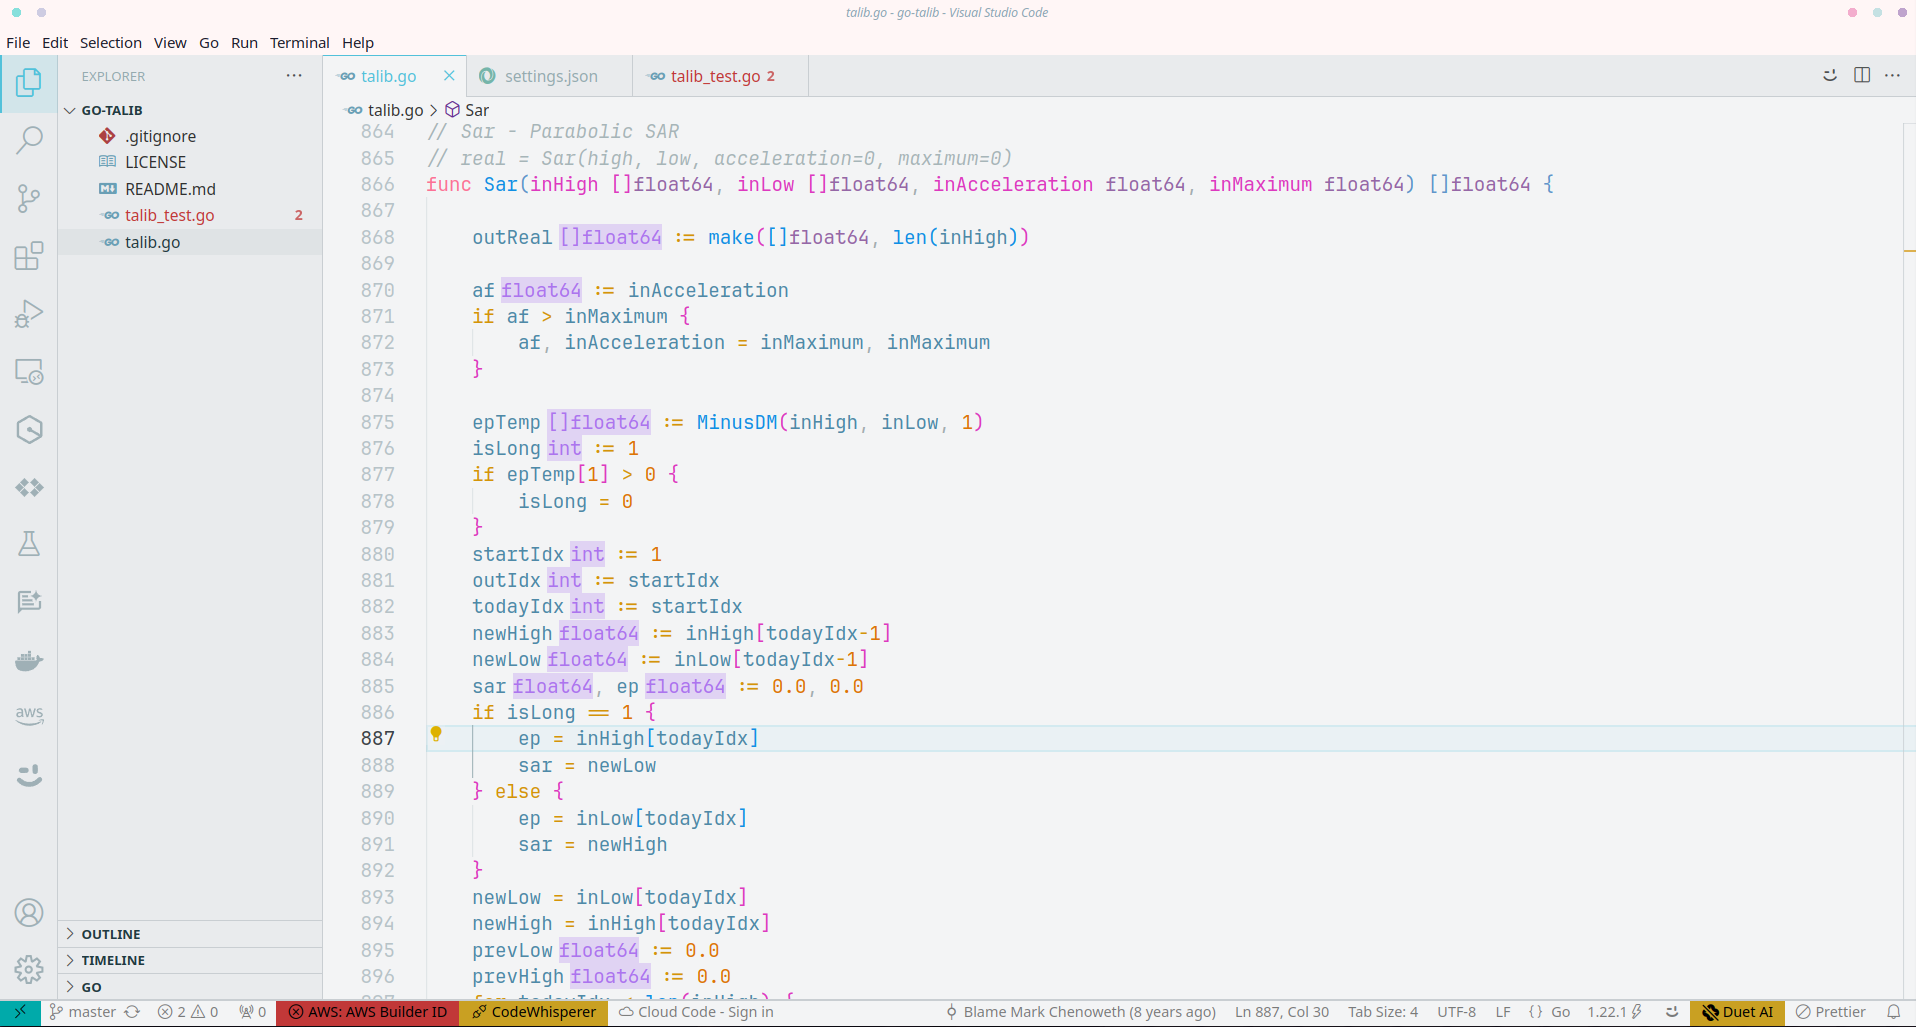 talib.go - go-talib - Visual Studio Code
File Edit Selection View Go Run Terminal Help
EXPLORER
talib.go
settings.json
talib_test.go 2
GO-TALIB
.gitignore
LICENSE
README.md
talib_test.go 2
talib.go
talib.go > Sar
864 // Sar - Parabolic SAR
865 // real = Sar(high, low, acceleration=0, maximum=0)
866 func Sar(inHigh []float64, inLow []float64, inAcceleration float64, inMaximum float64) []float64 {
867
868 outReal []float64 := make([]float64, len(inHigh))
869
870 af float64 := inAcceleration
871 if af > inMaximum {
872 af, inAcceleration = inMaximum, inMaximum
873 }
874
875 epTemp []float64 := MinusDM(inHigh, inLow, 1)
876 isLong int := 1
877 if epTemp[1] > 0 {
878 isLong = 0
879 }
880 startIdx int := 1
881 outIdx int := startIdx
882 todayIdx int := startIdx
883 newHigh float64 := inHigh[todayIdx-1]
884 newLow float64 := inLow[todayIdx-1]
885 sar float64, ep float64 := 0.0, 0.0
886 if isLong == 1 {
887 ep = inHigh[todayIdx]
888 sar = newLow
889 } else {
890 ep = inLow[todayIdx]
891 sar = newHigh
892 }
893 newLow = inLow[todayIdx]
894 newHigh = inHigh[todayIdx]
895 prevLow float64 := 0.0
896 prevHigh float64 := 0.0
897 for todayIdx < len(inHigh) {
aws
OUTLINE
TIMELINE
GO
master 2 0 0 AWS: AWS Builder ID CodeWhisperer Cloud Code - Sign in Blame Mark Chenoweth (8 years ago) Ln 887, Col 30 Tab Size: 4 UTF-8 LF {} Go 1.22.1 Duet AI Prettier